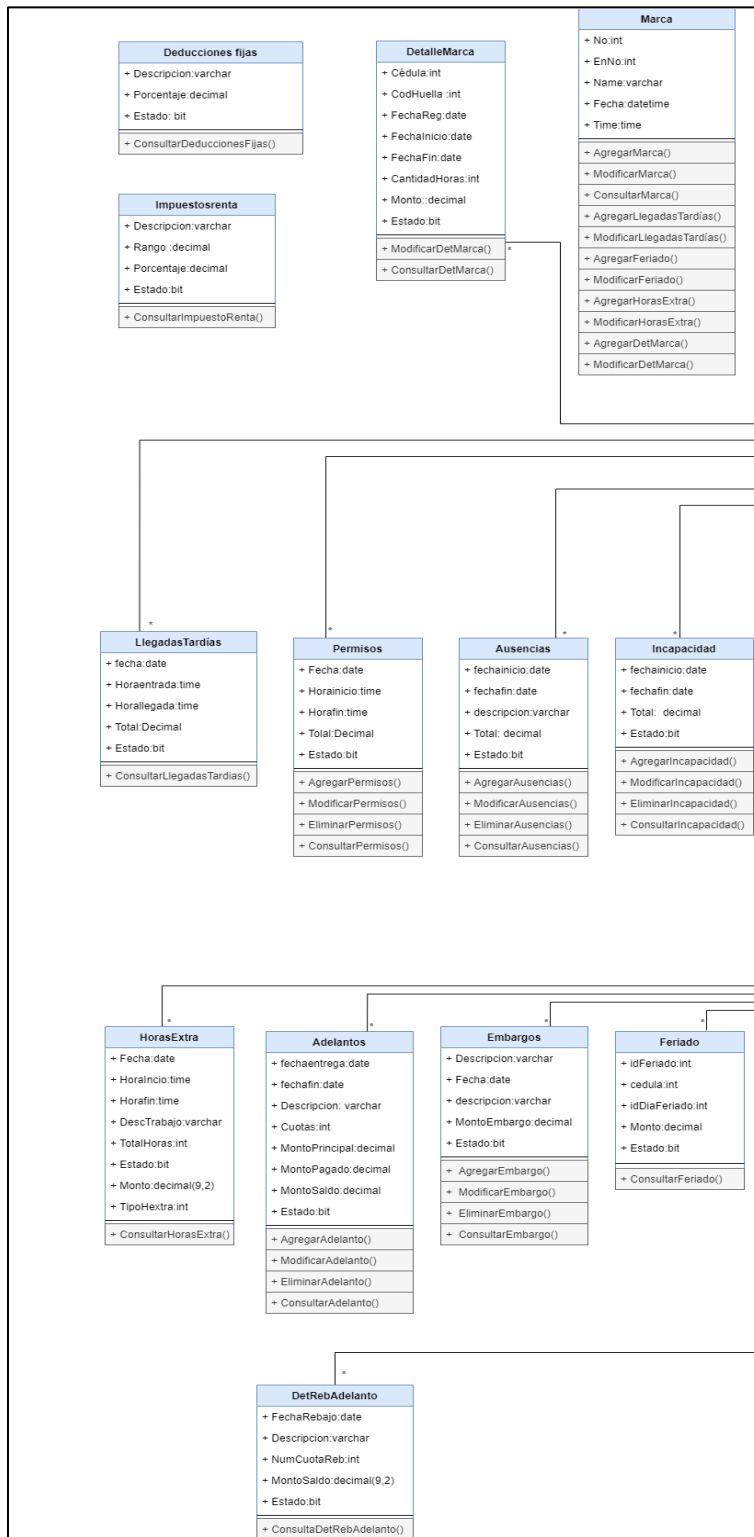 Deducciones fijas
+ Descripcion:varchar
+ Porcentaje:decimal
+ Estado: bit
+ ConsultarDeduccionesFijas()
DetalleMarca
+ Cèdula:int
+ CodHuella :int
+ FechaReg:date
+ FechaInicio:date
+ FechaFin:date
+ CantidadHoras:int
+ Monto::decimal
+ Estado:bit
+ ModificarDetMarca()
+ ConsultarDetMarca()
*
Marca
+ No:int
+ EnNo:int
+ Name:varchar
+ Fecha:datetime
+ Time:time
+ AgregarMarca()
+ ModificarMarca()
+ ConsultarMarca()
+ AgregarLlegadasTardías()
+ ModificarLlegadasTardías()
+ AgregarFeriado()
+ ModificarFeriado()
+ AgregarHorasExtra()
+ ModificarHorasExtra()
+ AgregarDetMarca()
+ ModificarDetMarca()
Impuestosrenta
+ Descripcion:varchar
+ Rango :decimal
+ Porcentaje:decimal
+ Estado:bit
+ ConsultarImpuestoRenta()
*
LlegadasTardías
+ fecha:date
+ Horaentrada:time
+ Horallegada:time
+ Total:Decimal
+ Estado:bit
+ ConsultarLlegadasTardias()
*
Permisos
+ Fecha:date
+ Horainicio:time
+ Horafin:time
+ Total:Decimal
+ Estado:bit
+ AgregarPermisos()
+ ModificarPermisos()
+ EliminarPermisos()
+ ConsultarPermisos()
*
Ausencias
+ fechainicio:date
+ fechafin:date
+ descripcion:varchar
+ Total: decimal
+ Estado:bit
+ AgregarAusencias()
+ ModificarAusencias()
+ EliminarAusencias()
+ ConsultarAusencias()
*
Incapacidad
+ fechainicio:date
+ fechafin:date
+ Total: decimal
+ Estado:bit
+ AgregarIncapacidad()
+ ModificarIncapacidad()
+ EliminarIncapacidad()
+ ConsultarIncapacidad()
*
HorasExtra
+ Fecha:date
+ HoraIncio:time
+ Horafin:time
+ DescTrabajo:varchar
+ TotalHoras:int
+ Estado:bit
+ Monto:decimal(9,2)
+ TipoHextra:int
+ ConsultarHorasExtra()
*
Adelantos
+ fechaentrega:date
+ fechafin:date
+ Descripcion: varchar
+ Cuotas:int
+ MontoPrincipal:decimal
+ MontoPagado:decimal
+ MontoSaldo:decimal
+ Estado:bit
+ AgregarAdelanto()
+ ModificarAdelanto()
+ EliminarAdelanto()
+ ConsultarAdelanto()
*
Embargos
+ Descripcion:varchar
+ Fecha:date
+ descripcion:varchar
+ MontoEmbargo:decimal
+ Estado:bit
+ AgregarEmbargo()
+ ModificarEmbargo()
+ EliminarEmbargo()
+ ConsultarEmbargo()
*
Feriado
+ idFeriado:int
+ cedula:int
+ idDiaFeriado:int
+ Monto:decimal
+ Estado:bit
+ ConsultarFeriado()
*
DetRebAdelanto
+ FechaRebajo:date
+ Descripcion:varchar
+ NumCuotaReb:int
+ MontoSaldo:decimal(9,2)
+ Estado:bit
+ ConsultaDetRebAdelanto()